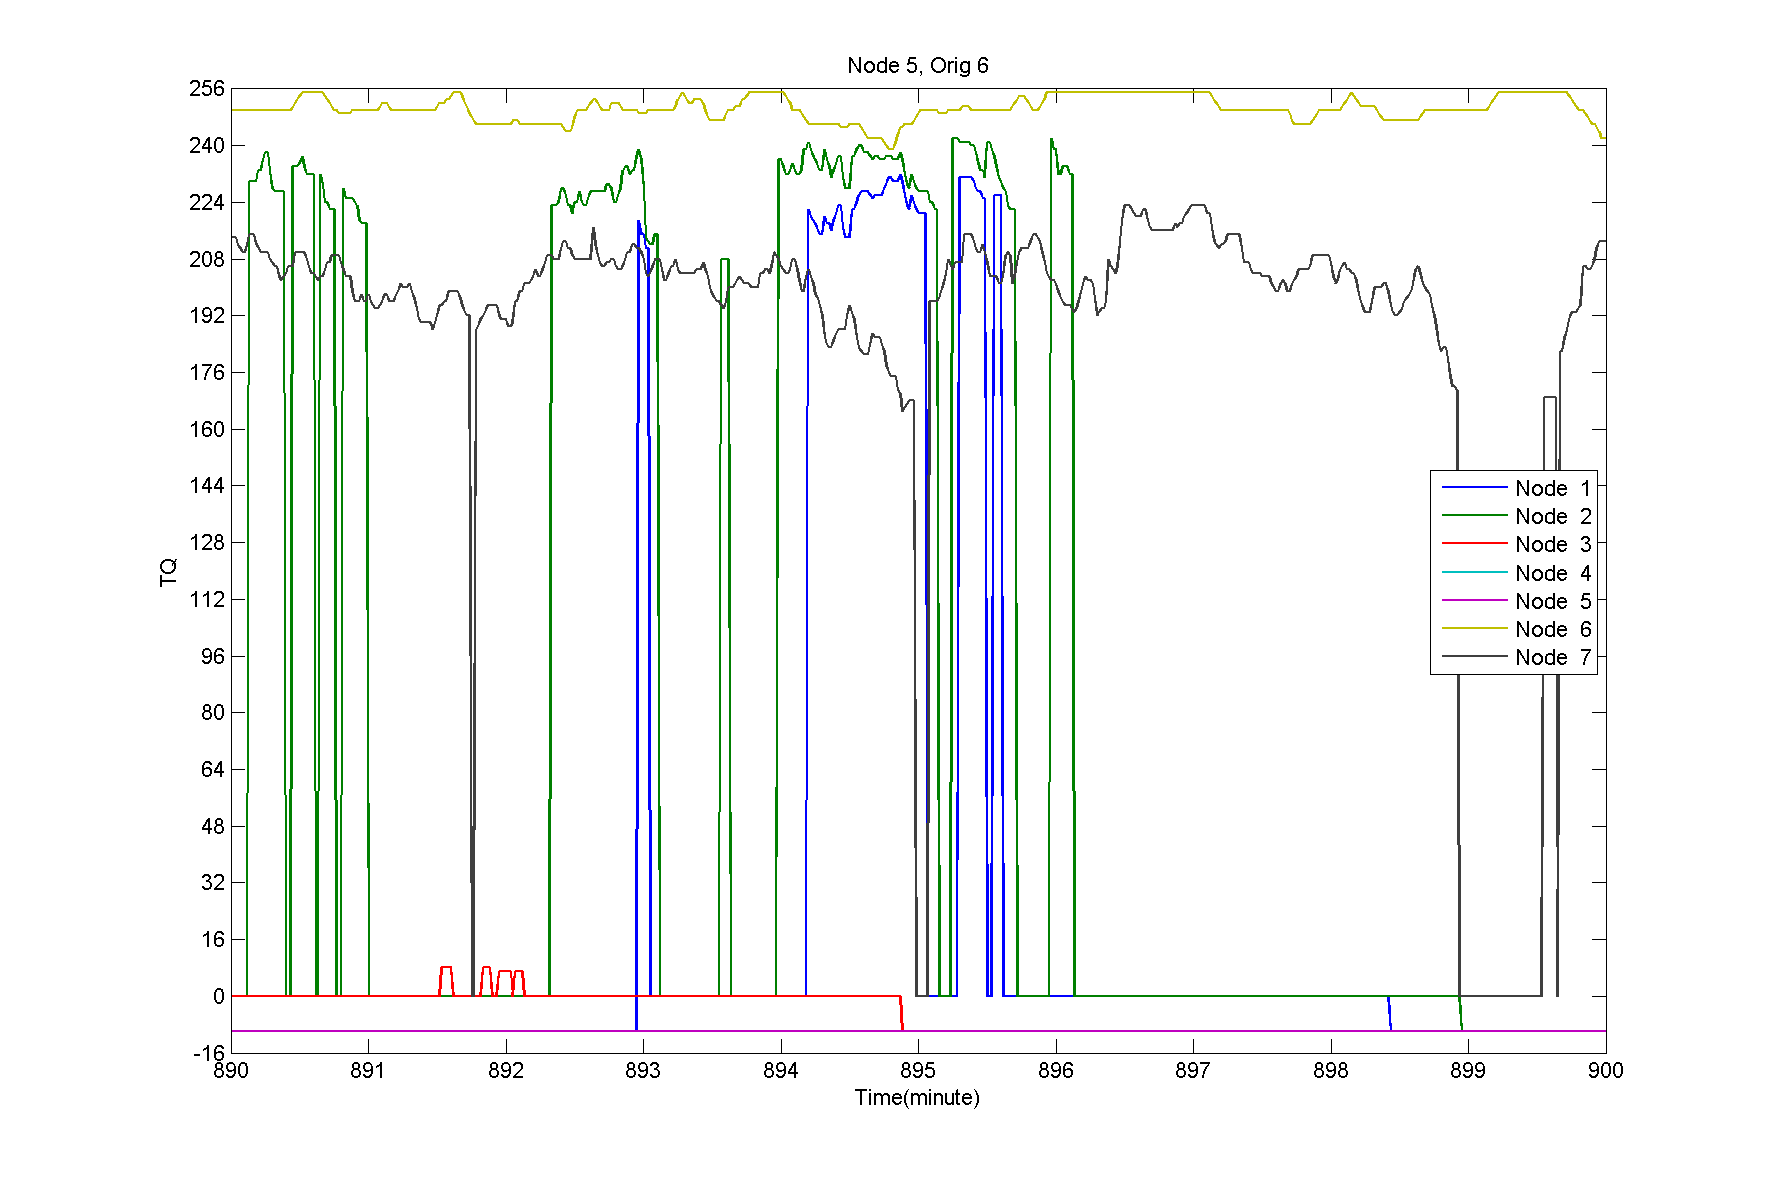 Node 5, Orig 6
256
240
224
208
192
176
160
144
128
112
96
80
64
48
32
16
0
-16
TQ
Node 1
Node 2
Node 3
Node 4
Node 5
Node 6
Node 7
890 891 892 893 894 895 896 897 898 899 900
Time(minute)